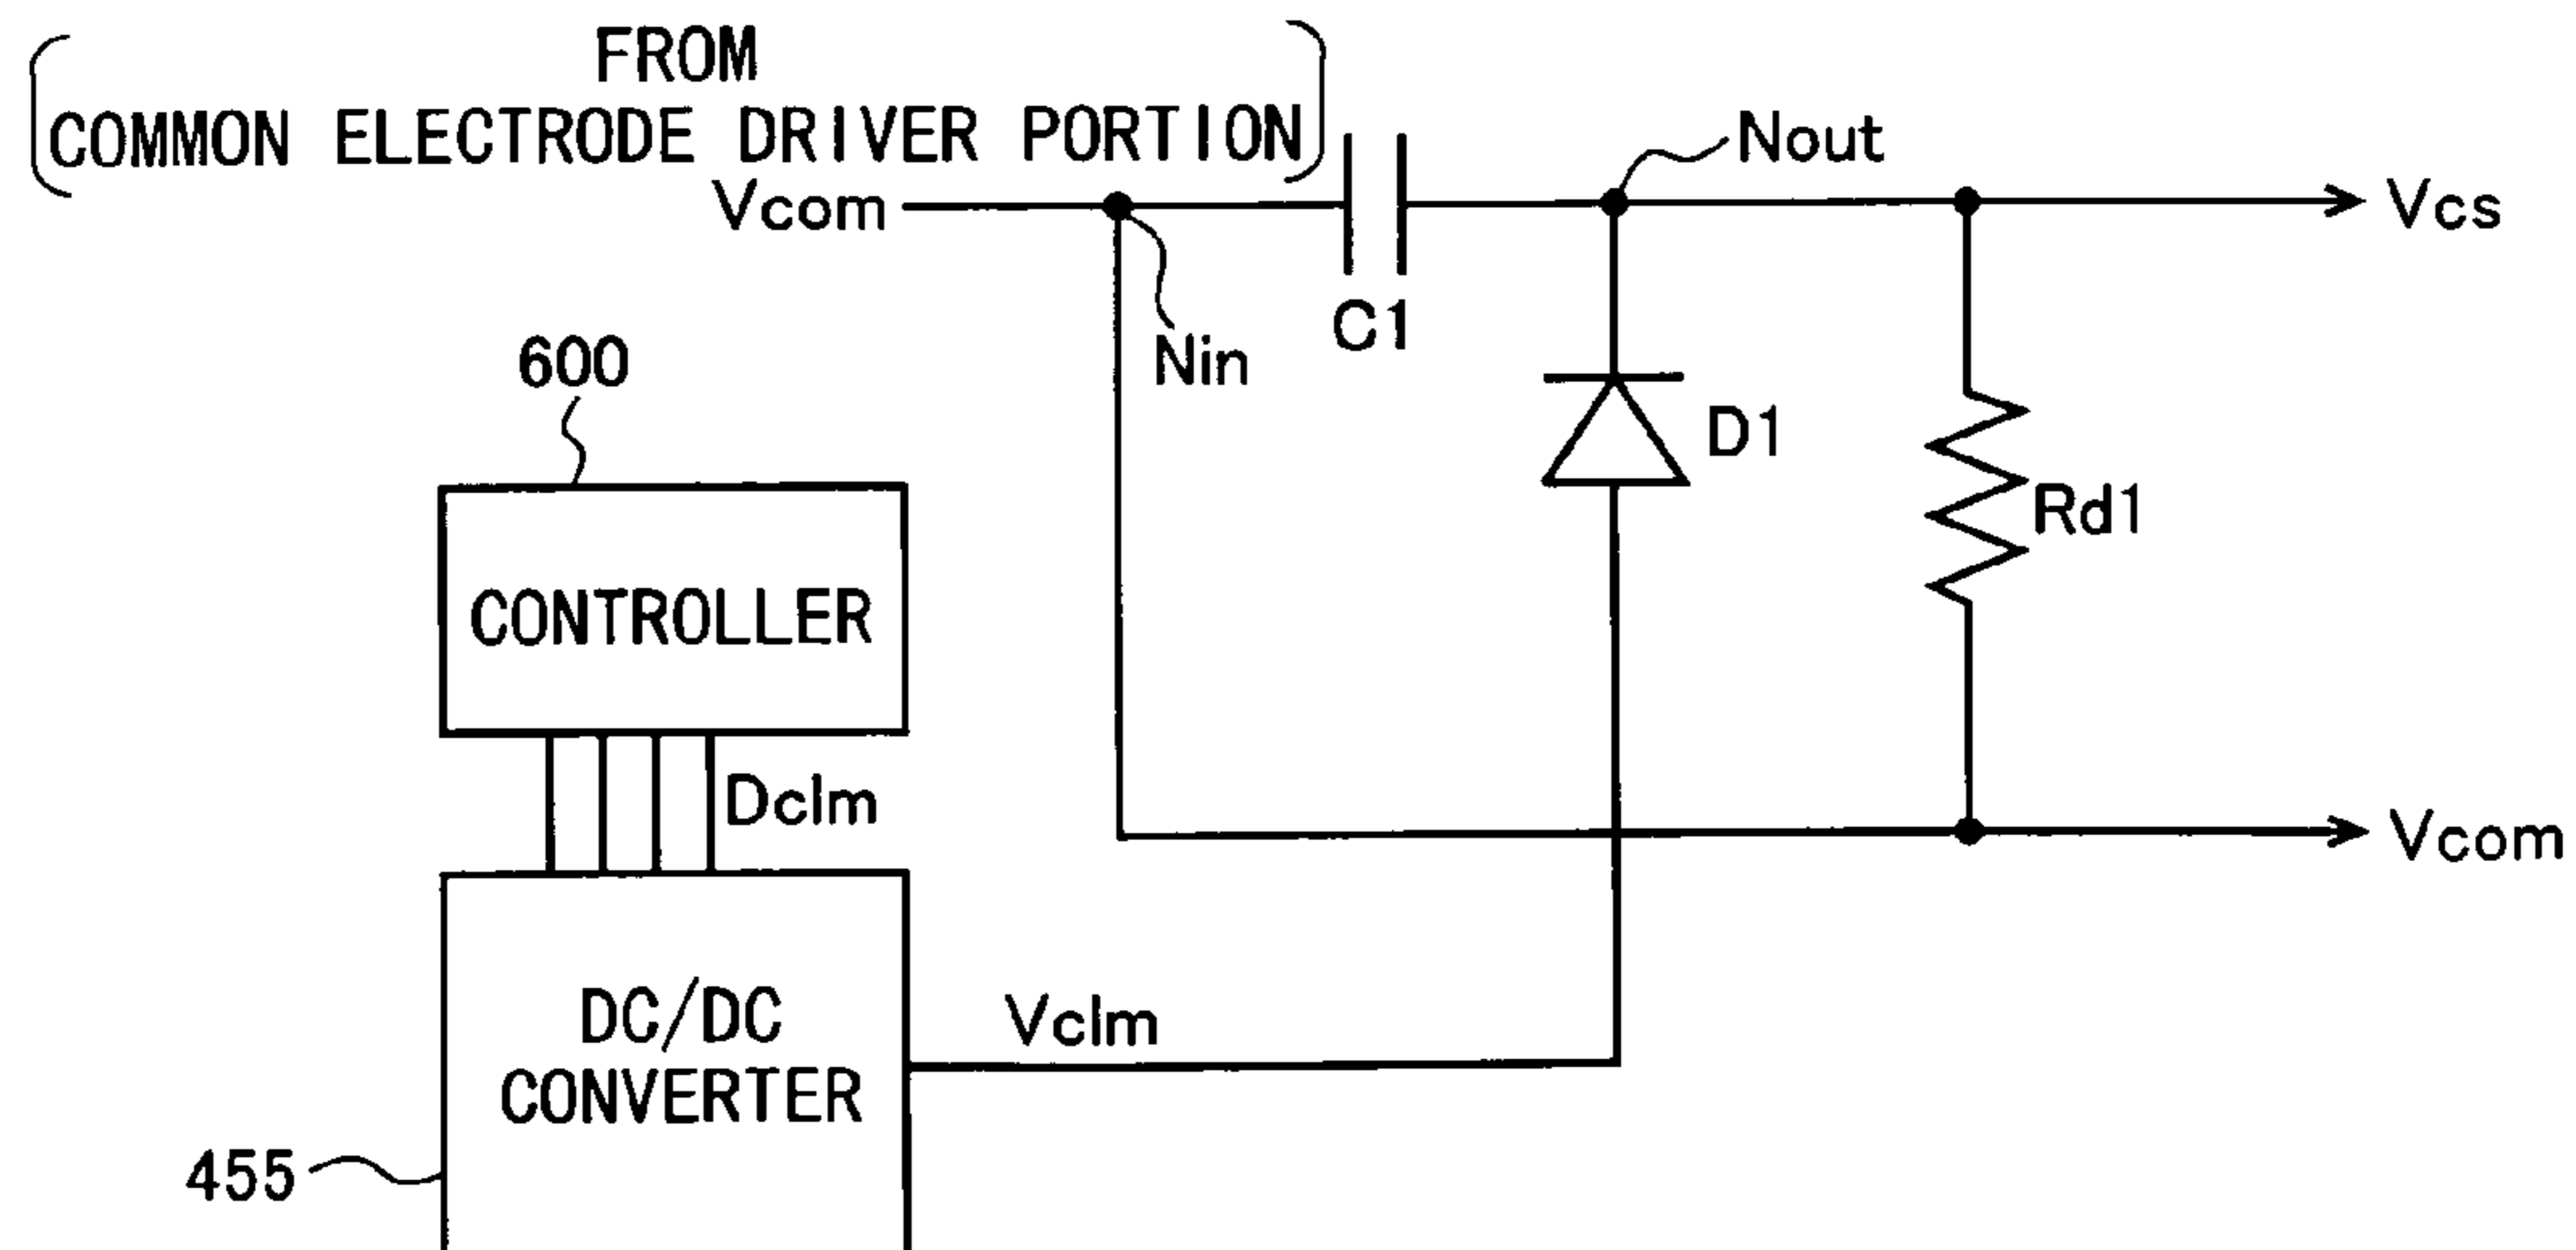 FROM
COMMON ELECTRODE DRIVER PORTION
Vcom
Nout
Vcs
Nin
C1
600
D1
Rd1
CONTROLLER
Dclm
Vcom
DC/DC
CONVERTER
Vclm
455